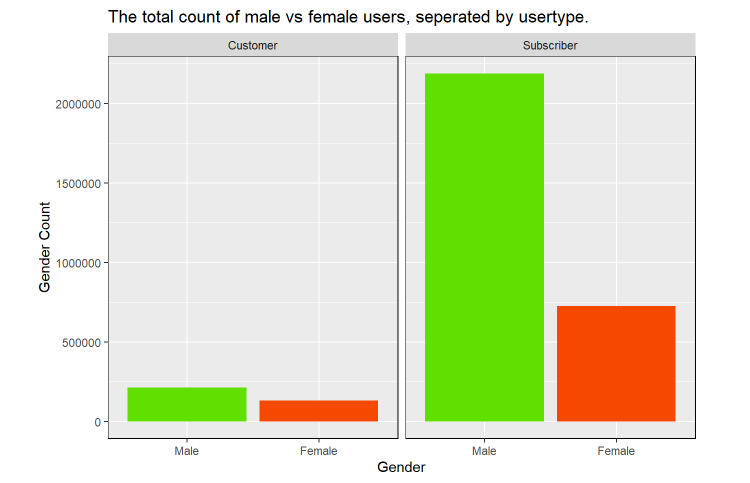 The total count of male vs female users, seperated by usertype.
Customer
Subscriber
Gender Count
2000000
1500000
1000000
500000
0
Male
Female
Male
Female
Gender